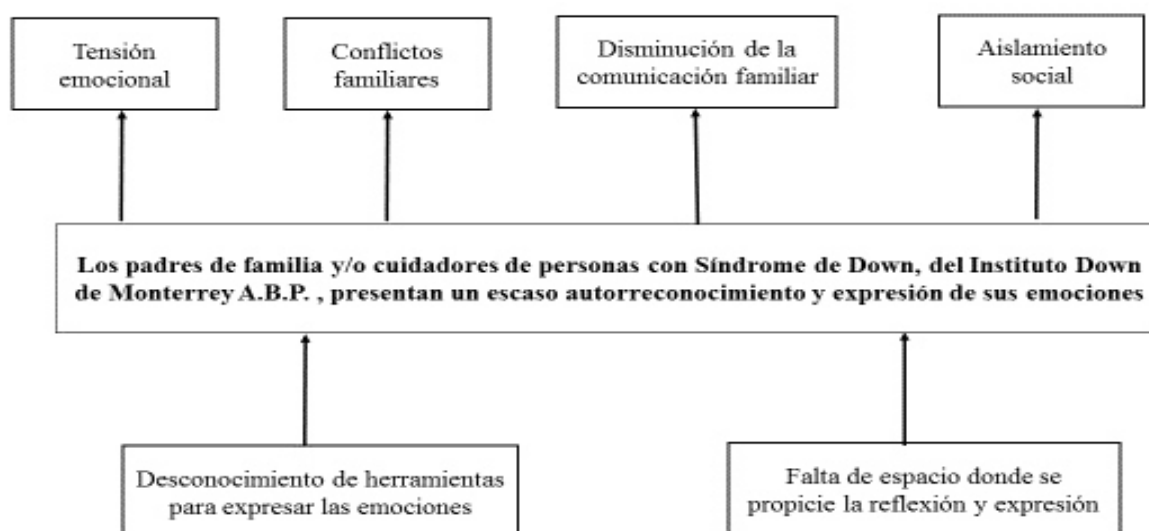 Tensión
emocional
Conflictos
familiares
Disminución de la
comunicación familiar
Aislamiento
social
Los padres de familia y/o cuidadores de personas con Síndrome de Down, del Instituto Down
de Monterrey A.B.P. , presentan un escaso autorreconocimiento y expresión de sus emociones
Desconocimiento de herramientas
para expresar las emociones
Falta de espacio donde se
propicie la reflexión y expresión